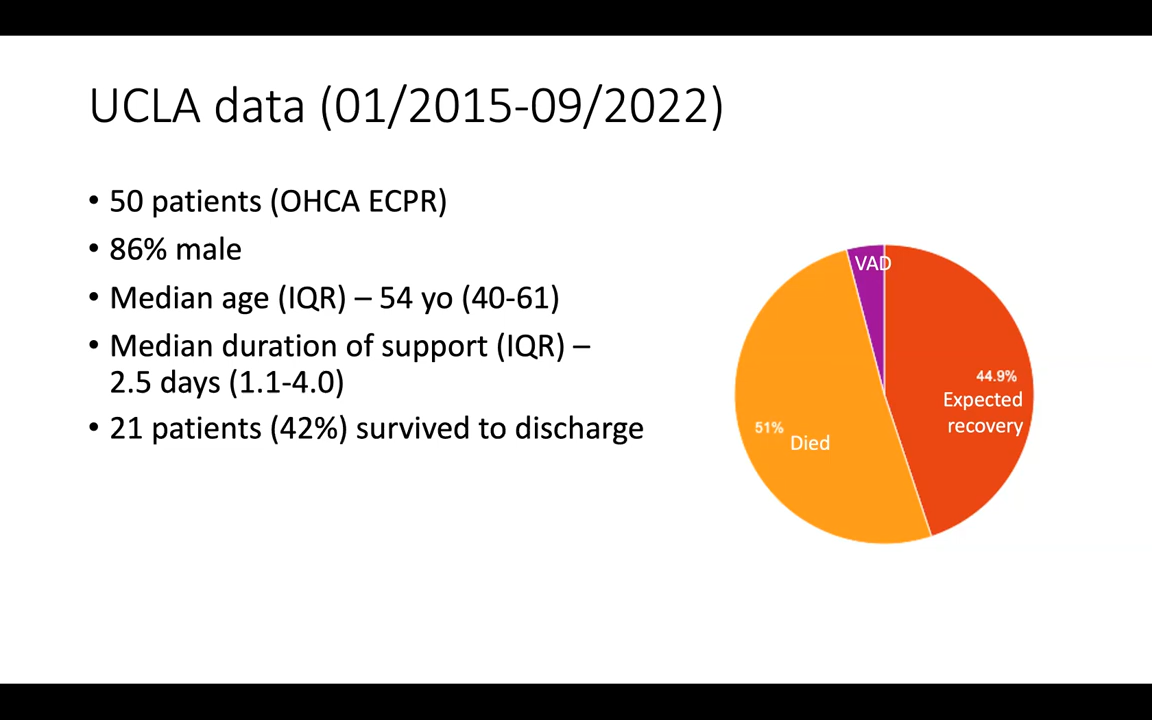 UCLA data (01/2015-09/2022)
• 50 patients (OHCA ECPR)
• 86% male
• Median age (IQR) – 54 yo (40-61)
• Median duration of support (IQR) –
2.5 days (1.1-4.0)
• 21 patients (42%) survived to discharge
VAD
44.9%
Expected
recovery
51%
Died